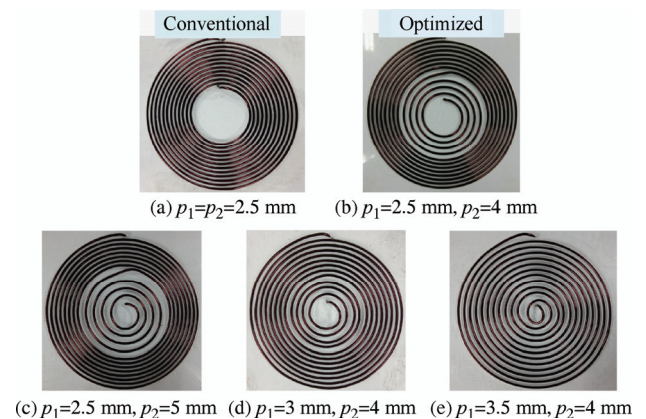 Conventional
Optimized
(a) p₁=p₂=2.5 mm
(b) p₁=2.5 mm, p₂=4 mm
(c) p₁=2.5 mm, p₂=5 mm
(d) p₁=3 mm, p₂=4 mm
(e) p₁=3.5 mm, p₂=4 mm